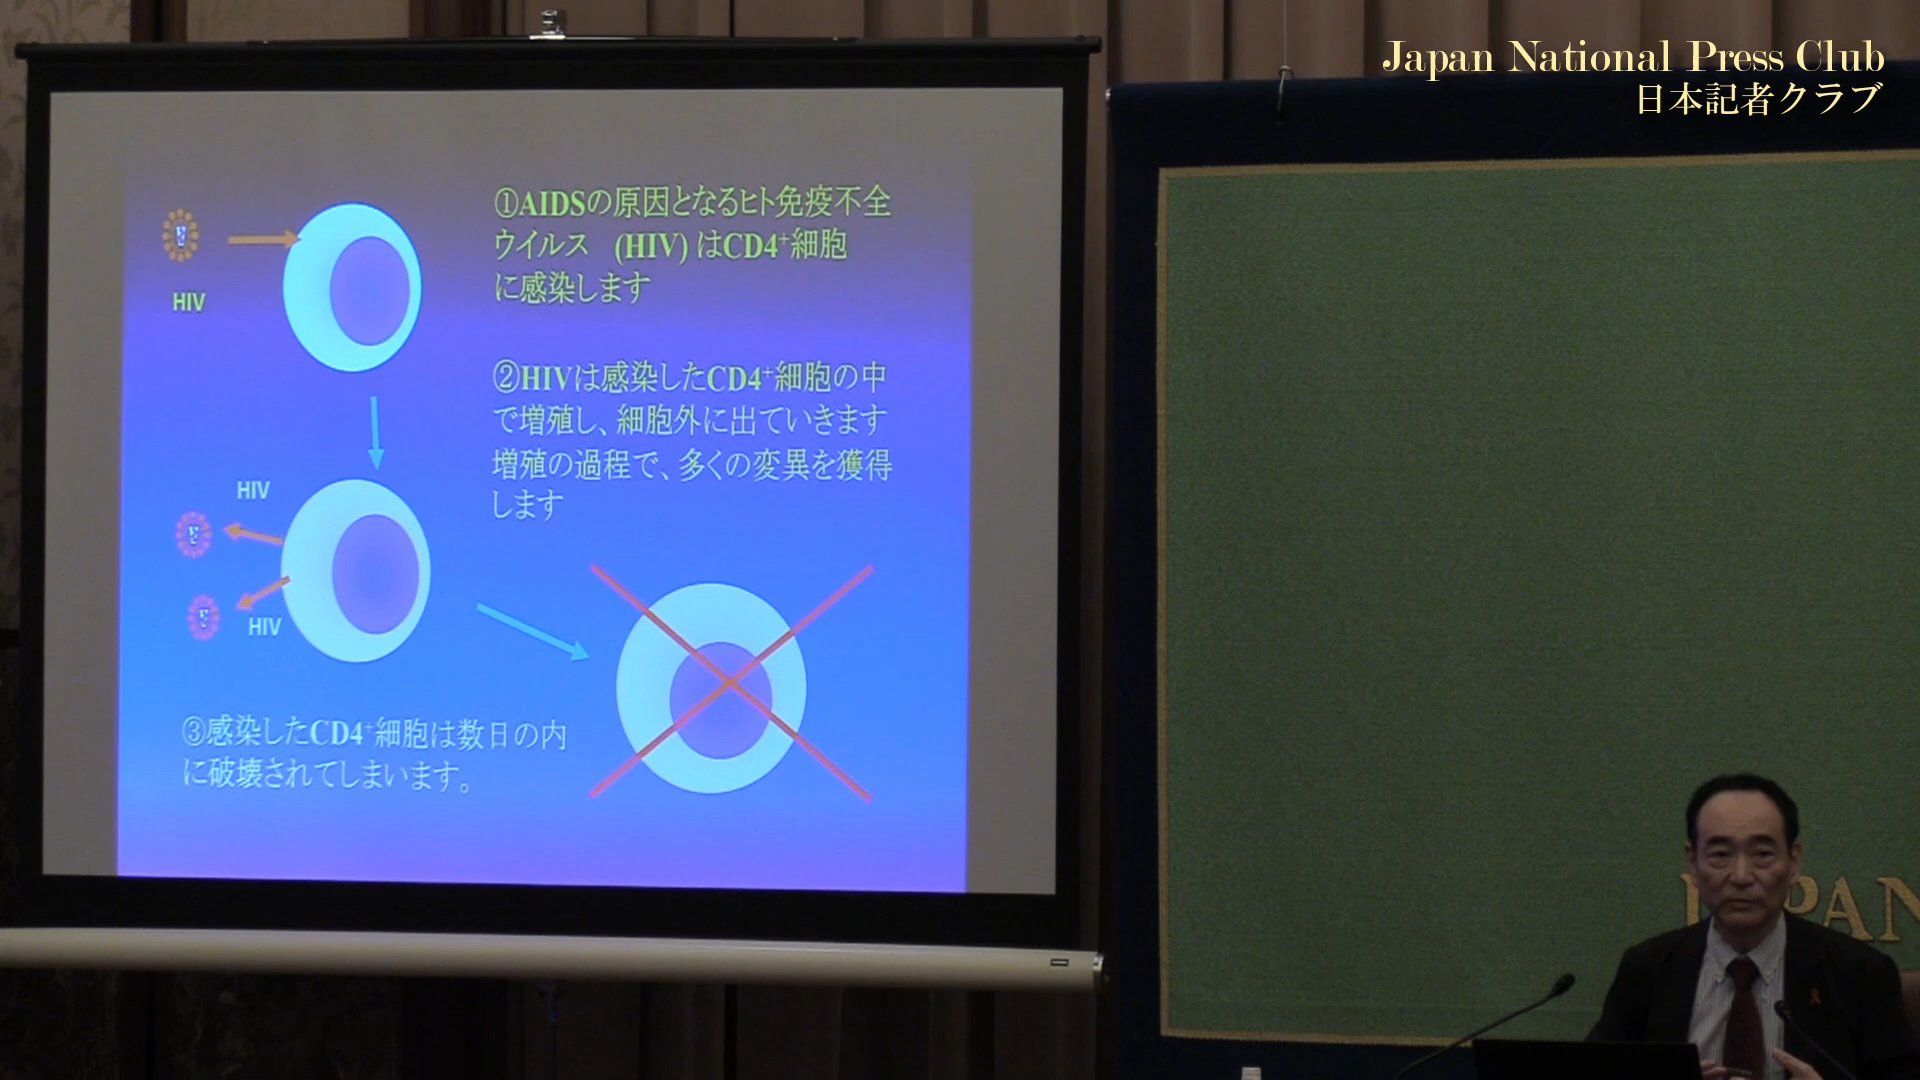 Japan National Press Club
日本記者クラブ
①AIDSの原因となるヒト免疫不全
ウイルス (HIV) はCD4⁺細胞
に感染します
HIV
②HIVは感染したCD4⁺細胞の中
で増殖し、細胞外に出ていきます
増殖の過程で、多くの変異を獲得
します
HIV
HIV
③感染したCD4⁺細胞は数日の内
に破壊されてしまいます。
JAPAN